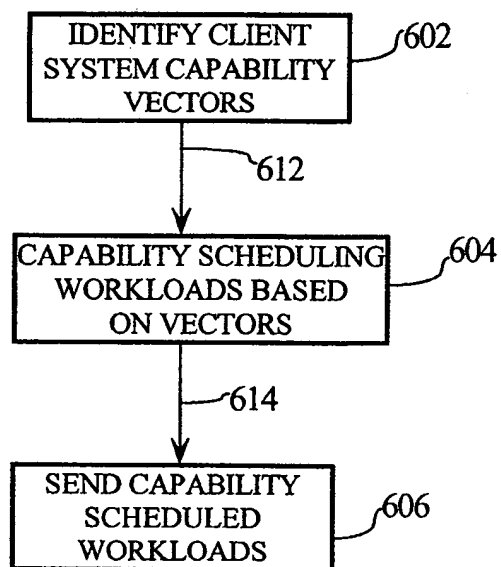 IDENTIFY CLIENT
SYSTEM CAPABILITY
VECTORS
602
612
CAPABILITY SCHEDULING
WORKLOADS BASED
ON VECTORS
604
614
SEND CAPABILITY
SCHEDULED
WORKLOADS
606